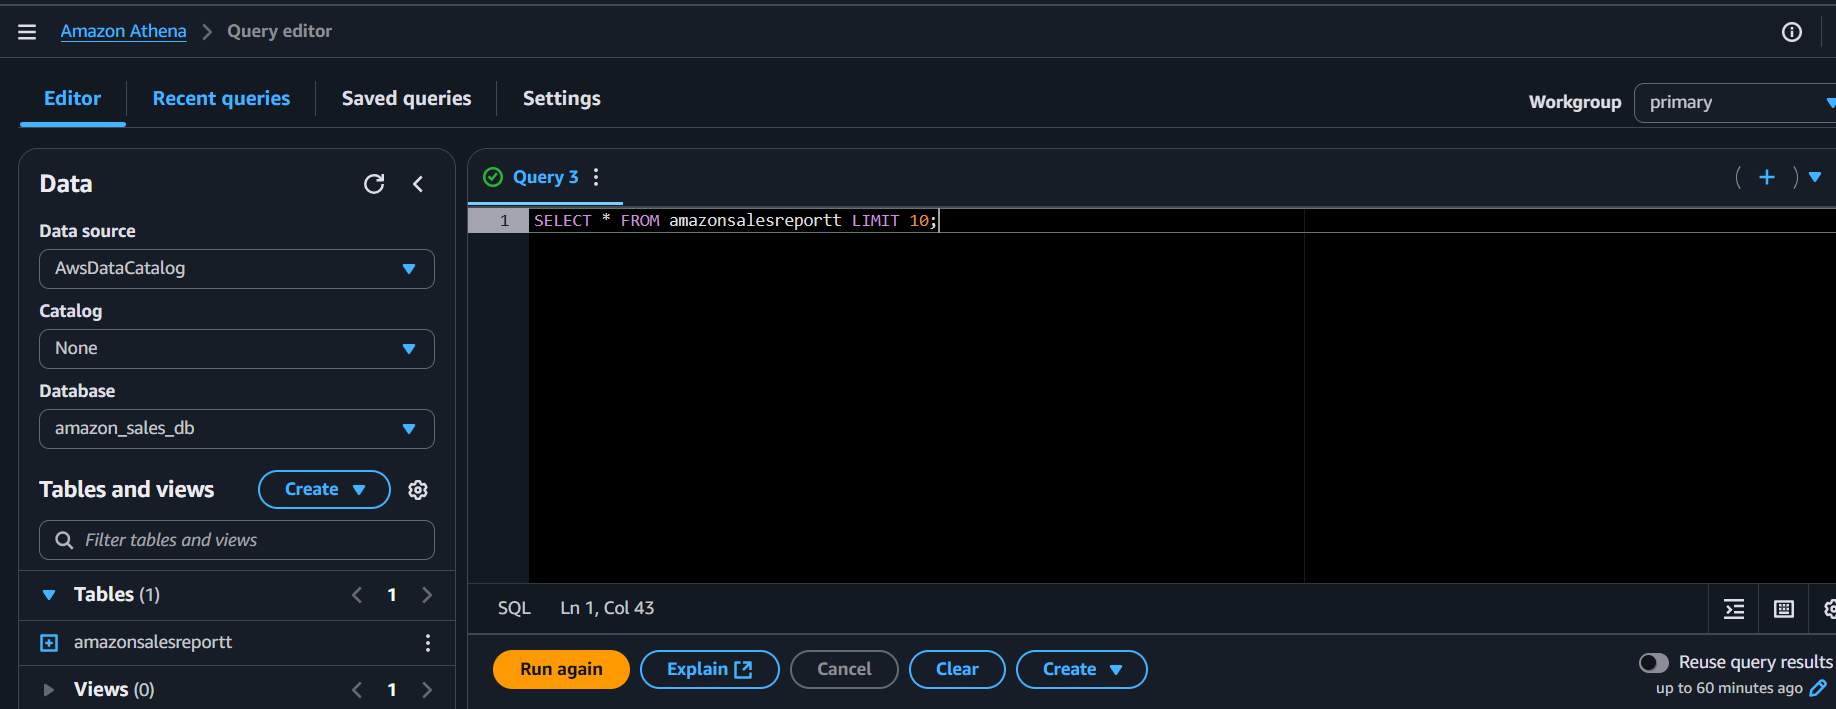 Amazon Athena > Query editor
Editor
Recent queries
Saved queries
Settings
Workgroup
primary
Data
Data source
AwsDataCatalog
Catalog
None
Database
amazon_sales_db
Tables and views
Create
Filter tables and views
Tables (1)
< 1 >
amazonsalesreportt
Views (0)
< 1 >
Query 3
1 SELECT * FROM amazonsalesreportt LIMIT 10;
SQL Ln 1, Col 43
Run again
Explain
Cancel
Clear
Create
Reuse query results
up to 60 minutes ago